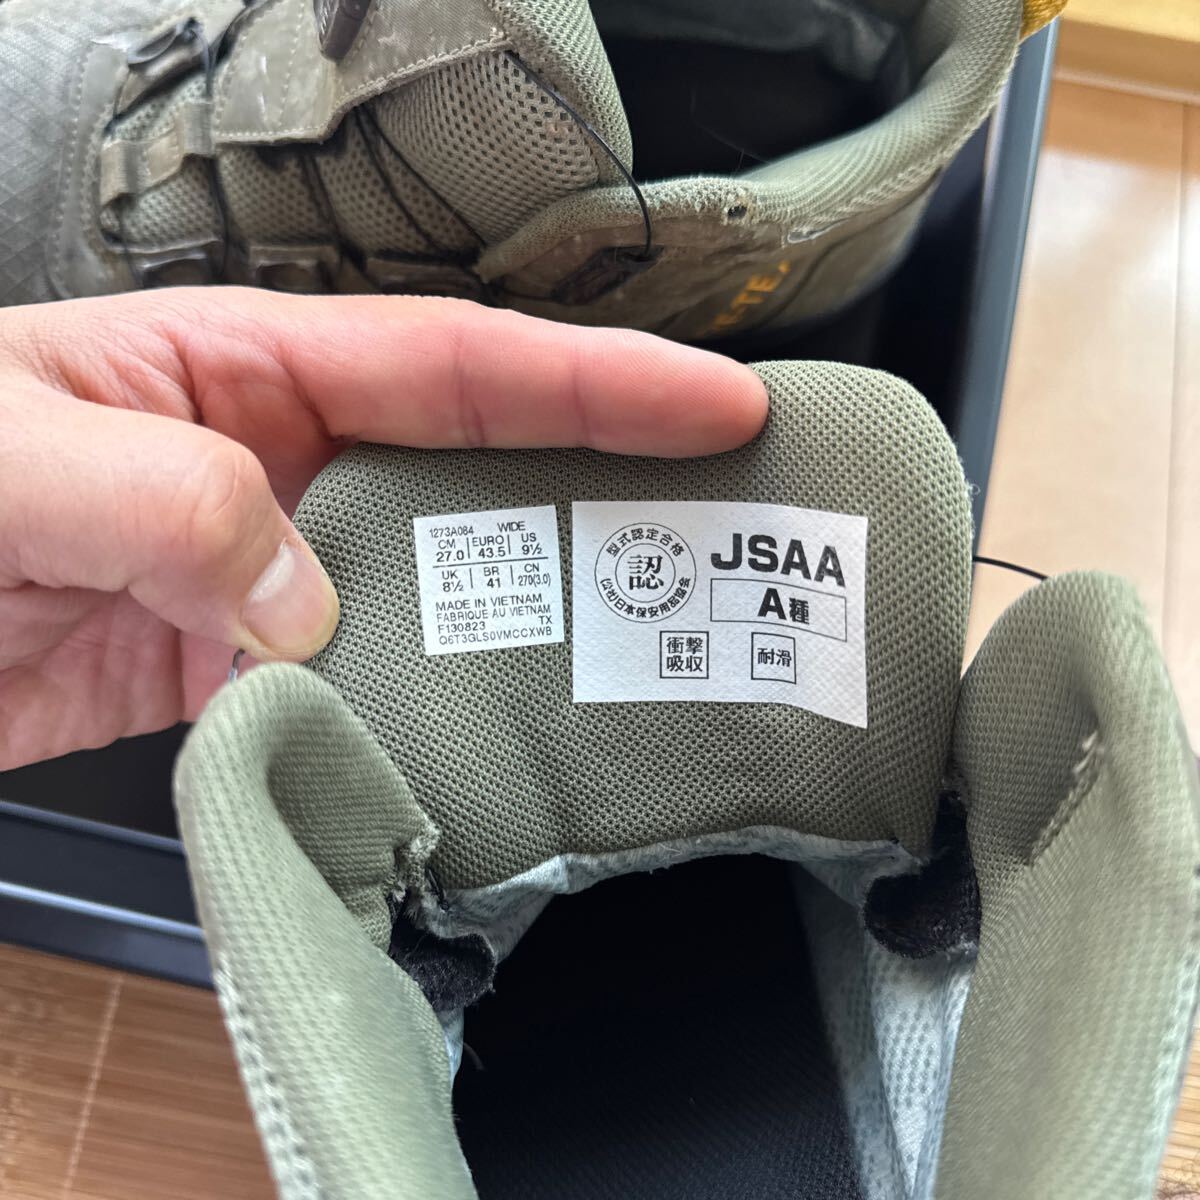 RE-TE
1273A084 WIDE
CM EURO US
27.0 43.5 9½
UK BR CN
8½ 41 270(3.0)
MADE IN VIETNAM
FABRIQUE AU VIETNAM
F130823 TX
Q6T3GLS0VMCCXWB
型式認定合格
認
(公社)日本保安用品協会
JSAA
A種
衝撃
吸収
耐滑